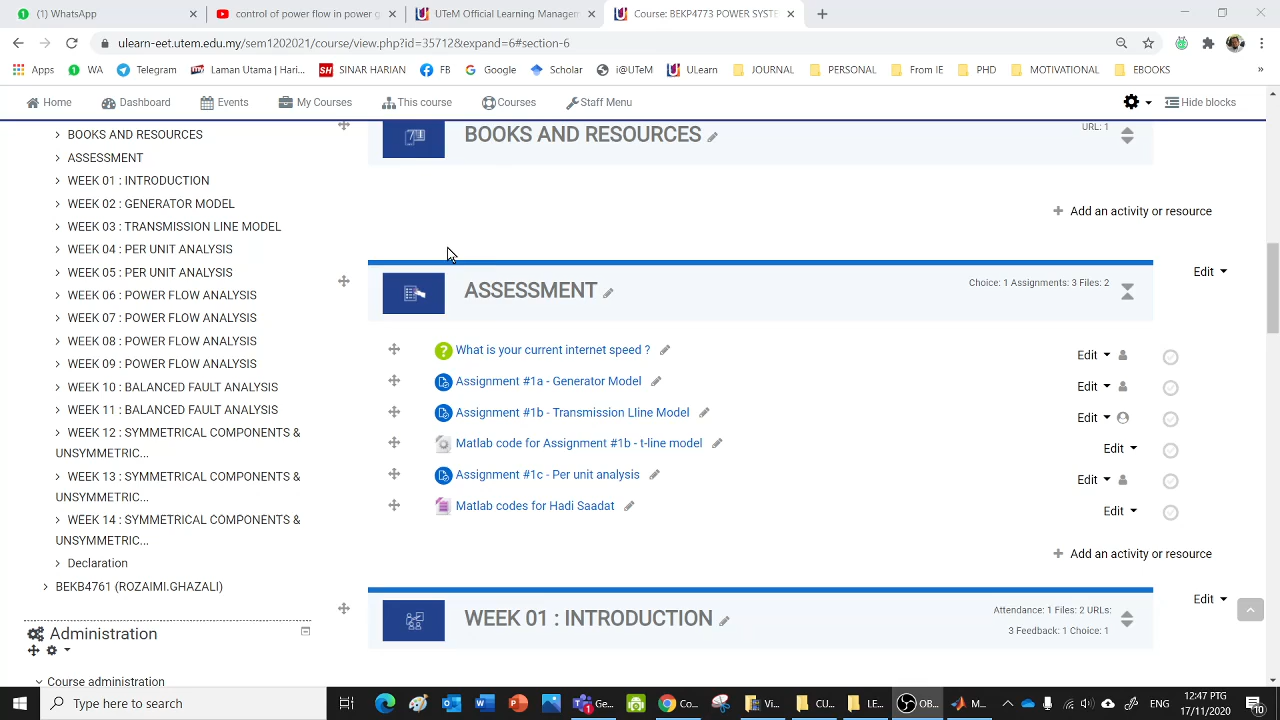 (1) WhatsApp
control of power flow in power g
UTeM Official Learning Managem
Course: BEKP4773 POWER SYSTE
ulearn-eet.utem.edu.my/sem1202021/course/view.php?id=35712&expand=6#section-6
Apps
WA
Telegram
Laman Utama | Hari...
SH
SINAR HARIAN
FB
Google
Scholar
i@UTeM
ULearn
JOURNAL
PERSONAL
From IE
PHD
MOTIVATIONAL
EBOOKS
»
Home
Dashboard
Events
My Courses
This course
Courses
Staff Menu
Hide blocks
BOOKS AND RESOURCES
ASSESSMENT
WEEK 01 : INTRODUCTION
WEEK 02 : GENERATOR MODEL
WEEK 03 : TRANSMISSION LINE MODEL
WEEK 04 : PER UNIT ANALYSIS
WEEK 05 : PER UNIT ANALYSIS
WEEK 06 : POWER FLOW ANALYSIS
WEEK 07 : POWER FLOW ANALYSIS
WEEK 08 : POWER FLOW ANALYSIS
WEEK 09 : POWER FLOW ANALYSIS
WEEK 10 : BALANCED FAULT ANALYSIS
WEEK 11 : BALANCED FAULT ANALYSIS
WEEK 12 : SYMMETRICAL COMPONENTS &
UNSYMMETRIC...
WEEK 13 : SYMMETRICAL COMPONENTS &
UNSYMMETRIC...
WEEK 14 : SYMMETRICAL COMPONENTS &
UNSYMMETRIC...
Declaration
BEKB4761 (ROZAIMI.GHAZALI)
Administration
Course administration
BOOKS AND RESOURCES
URL: 1
Add an activity or resource
Edit
ASSESSMENT
Choice: 1 Assignments: 3 Files: 2
What is your current internet speed ?
Edit
Assignment #1a - Generator Model
Edit
Assignment #1b - Transmission Lline Model
Edit
Matlab code for Assignment #1b - t-line model
Edit
Assignment #1c - Per unit analysis
Edit
Matlab codes for Hadi Saadat
Edit
Add an activity or resource
Edit
WEEK 01 : INTRODUCTION
Attendance: 1 Files: 2 URLs:
3 Feedback: 1 Choice: 1
Type here to search
Ge...
Co...
Vi...
CU...
LE...
OB...
M...
ENG
12:47 PTG
17/11/2020